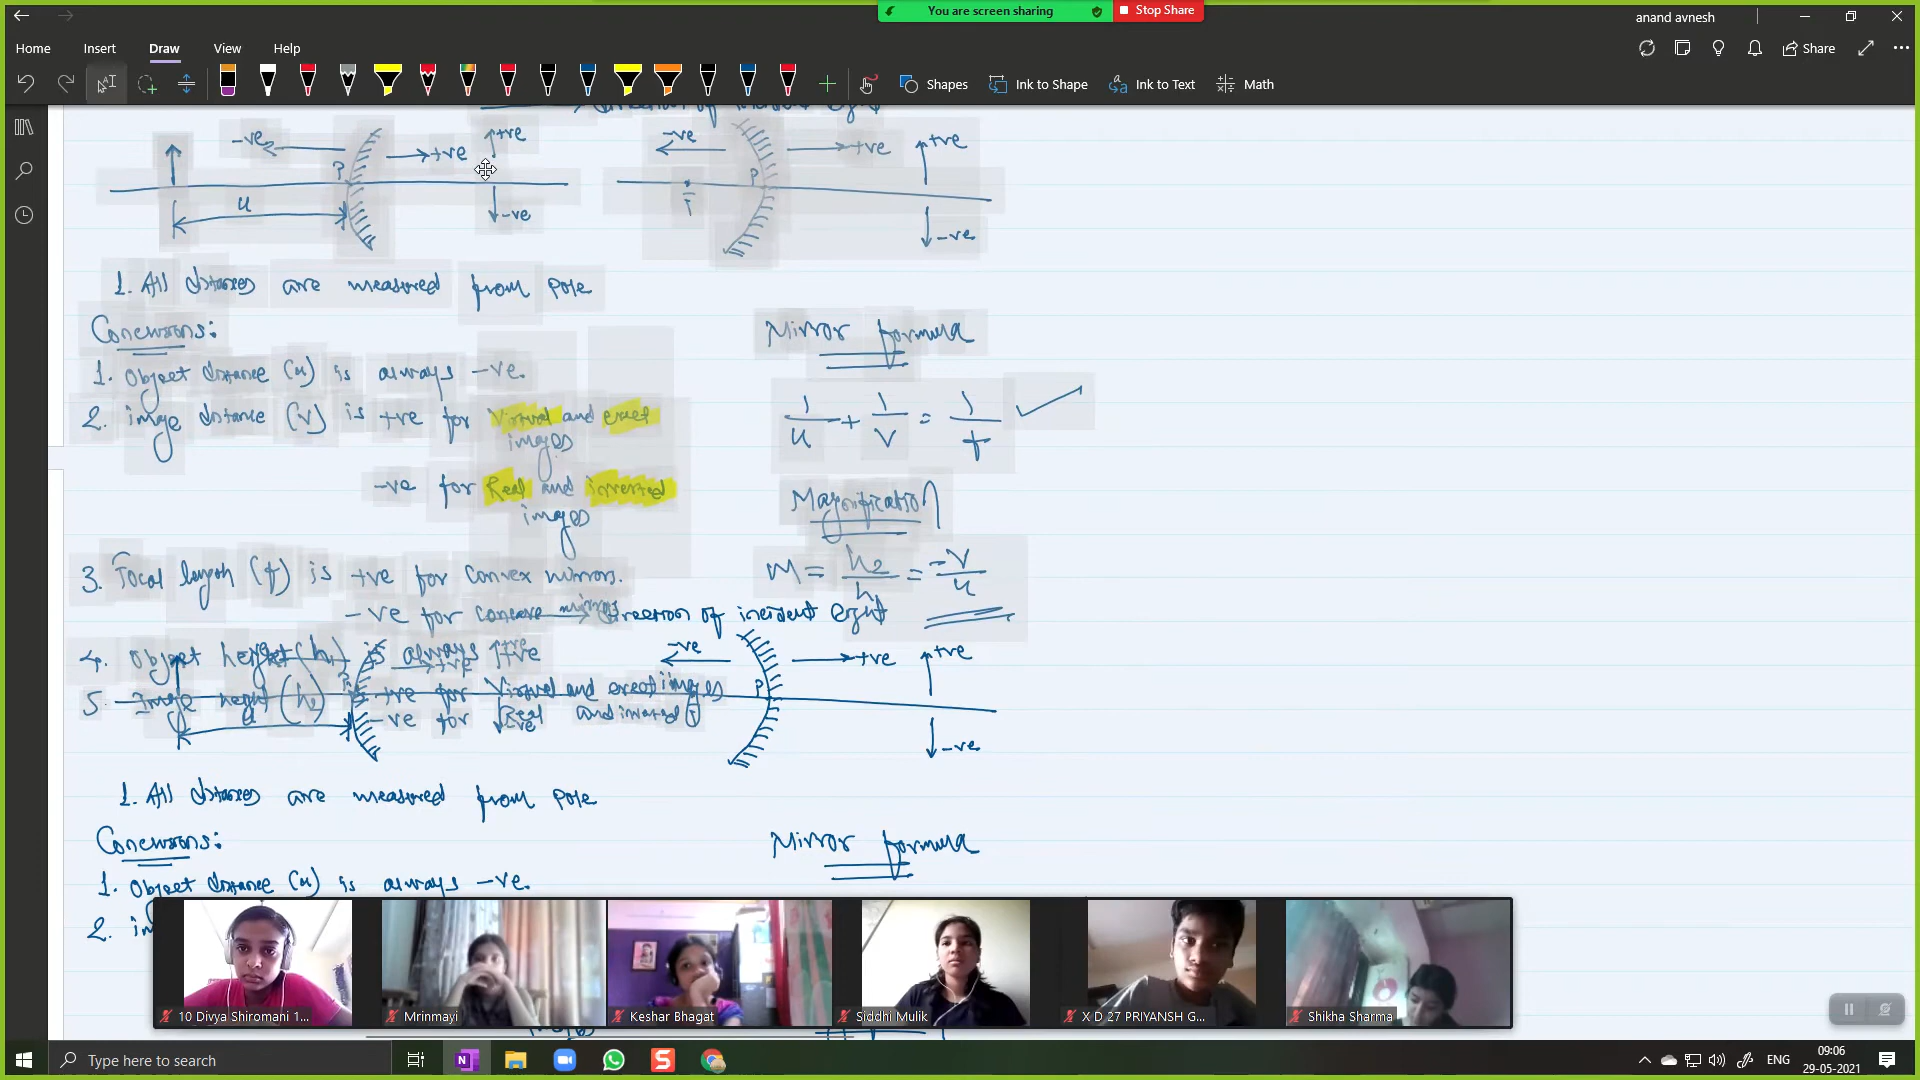 You are screen sharing
Stop Share
anand avnesh
Home Insert Draw View Help
Share
Shapes Ink to Shape Ink to Text Math
direction of incident light
-ve +ve +ve -ve +ve +ve
P P
u
-ve -ve
1. All distances are measured from pole
Mirror formula
1. Object distance (u) is always -ve.
2. image distance (v) is +ve for Virtual and erect
images
1/u + 1/v = 1/f
-ve for Real and inverted
images
Magnification
3. Focal length (f) is +ve for convex mirrors.
m = h2/h1 = -v/u
-ve for concave mirrors
direction of incident light
4. Object height (h1) is always +ve
-ve +ve +ve
5. Image height (h2) +ve for Virtual and erect images
-ve for Real and inverted
P
u
-ve
1. All distances are measured from pole
Mirror formula
1. Object distance (u) is always -ve.
2.
10 Divya Shiromani 1... Mrinmayi Keshar Bhagat Siddhi Mulik X D 27 PRIYANSH G... Shikha Sharma
Type here to search
ENG
09:06
29-05-2021